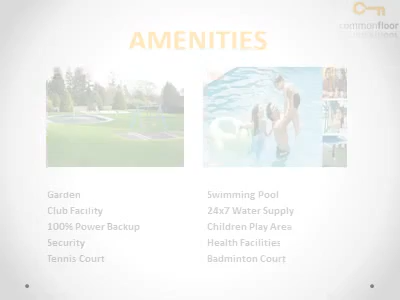 commonfloor
AMENITIES
Garden
Club Facility
100% Power Backup
Security
Tennis Court
Swimming Pool
24x7 Water Supply
Children Play Area
Health Facilities
Badminton Court